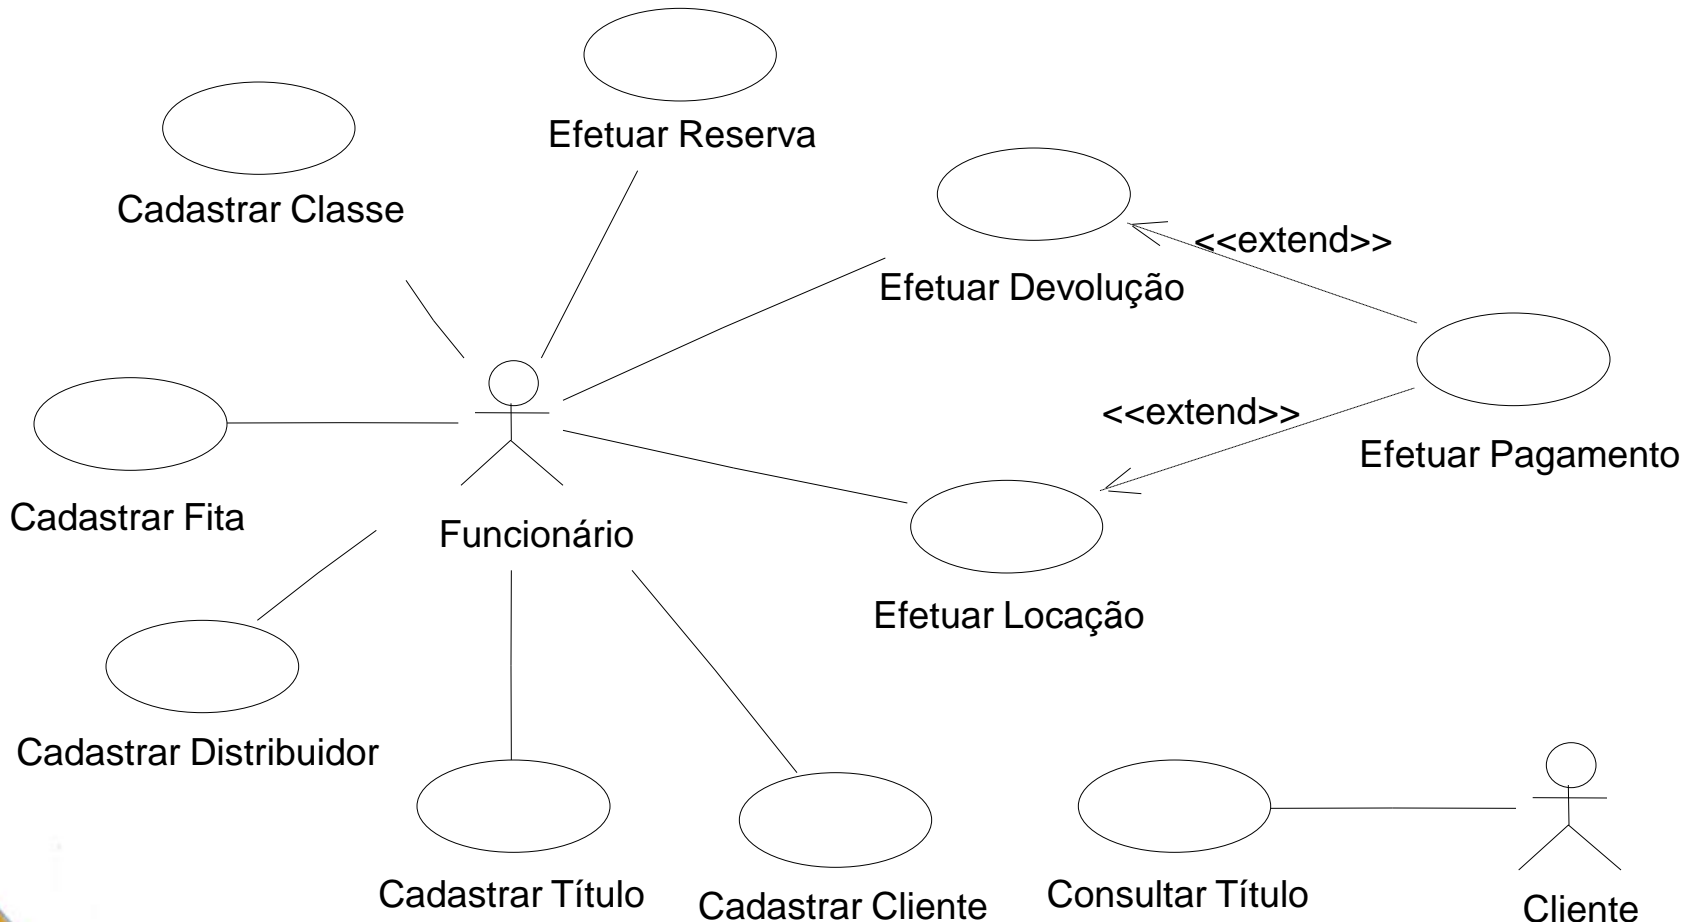 Efetuar Reserva
Cadastrar Classe
<<extend>>
Efetuar Devolução
<<extend>>
Efetuar Pagamento
Cadastrar Fita
Funcionário
Efetuar Locação
Cadastrar Distribuidor
Cadastrar Título
Cadastrar Cliente
Consultar Título
Cliente